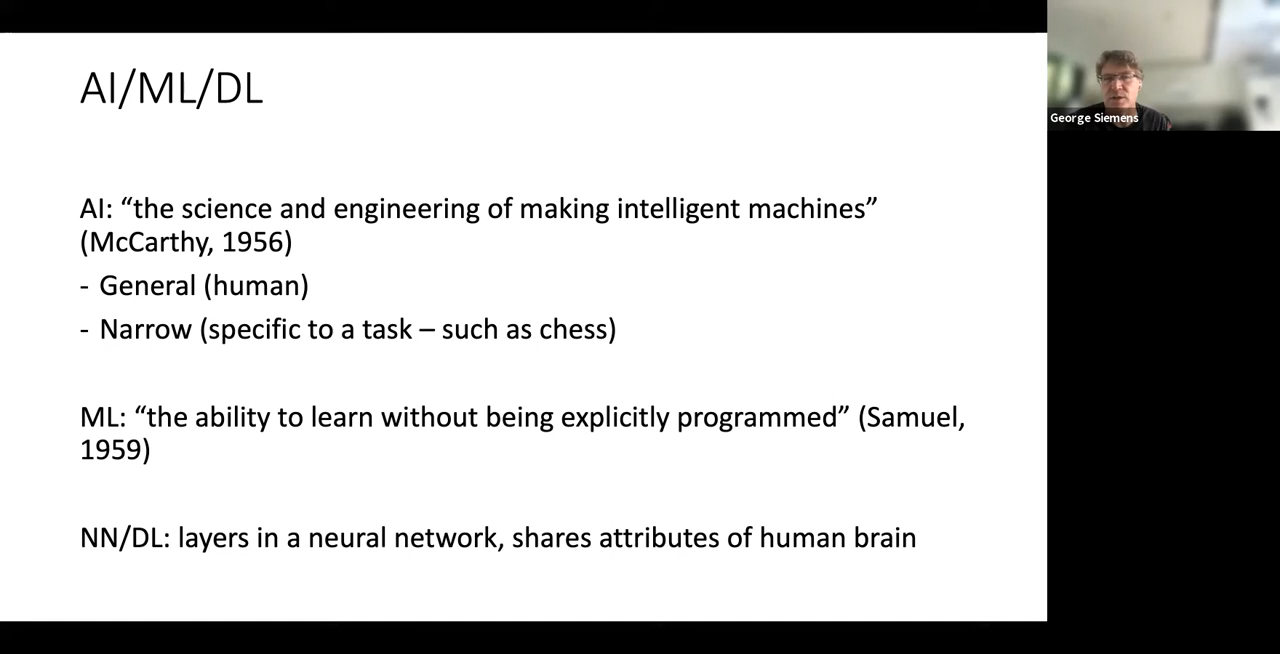 AI/ML/DL
AI: “the science and engineering of making intelligent machines”
(McCarthy, 1956)
- General (human)
- Narrow (specific to a task – such as chess)
ML: “the ability to learn without being explicitly programmed” (Samuel,
1959)
NN/DL: layers in a neural network, shares attributes of human brain
George Siemens